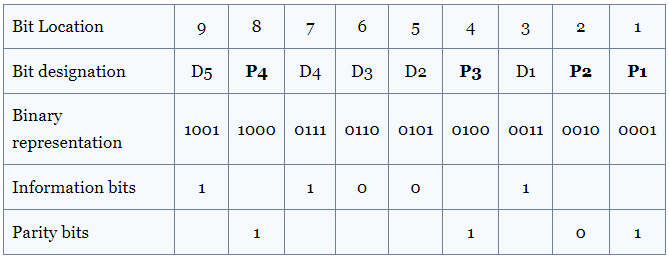 Bit Location 9 8 7 6 5 4 3 2 1
Bit designation D5 P4 D4 D3 D2 P3 D1 P2 P1
Binary
representation 1001 1000 0111 0110 0101 0100 0011 0010 0001
Information bits 1 1 0 0 1
Parity bits 1 1 0 1